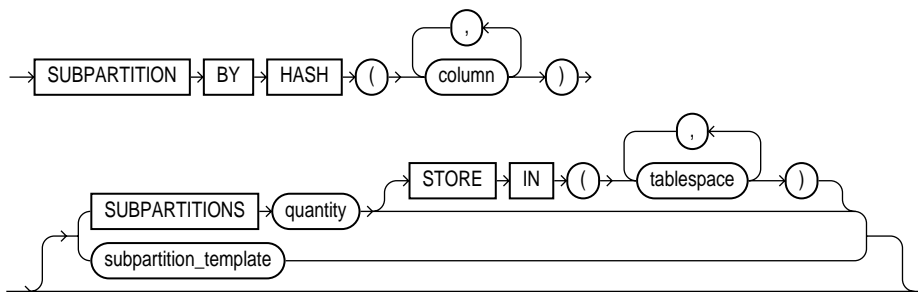 ,
SUBPARTITION BY HASH ( column )
,
STORE IN ( tablespace )
SUBPARTITIONS quantity
subpartition_template